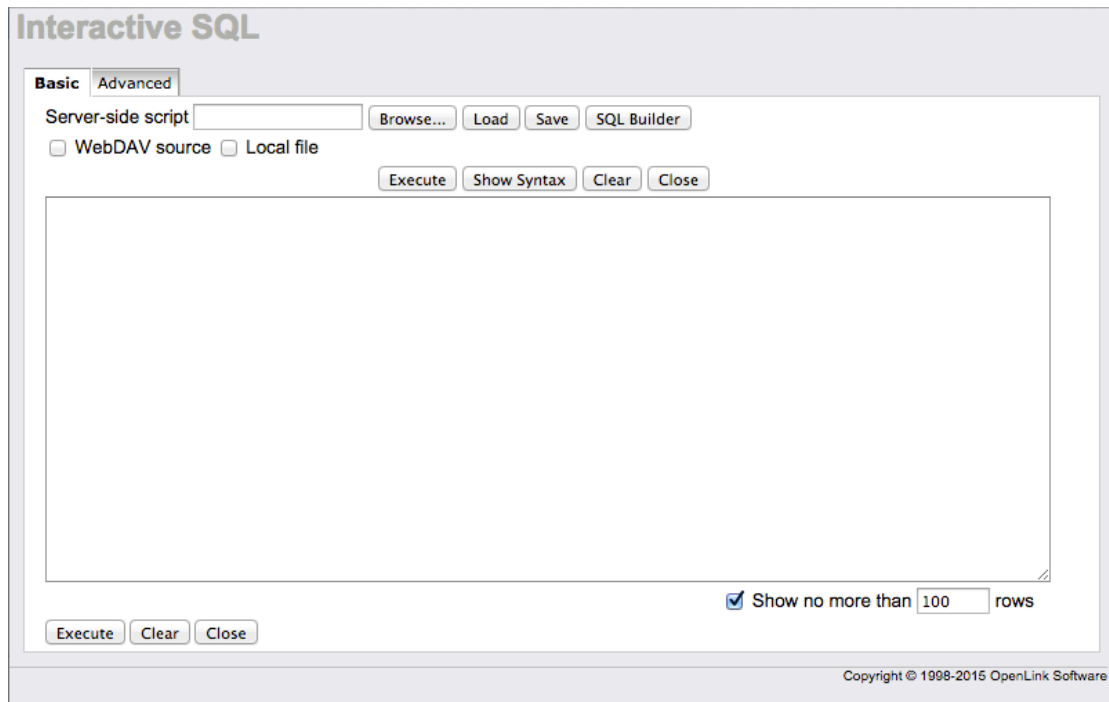 Interactive SQL
Basic Advanced
Server-side script Browse... Load Save SQL Builder
WebDAV source Local file
Execute Show Syntax Clear Close
Show no more than 100 rows
Execute Clear Close
Copyright © 1998-2015 OpenLink Software